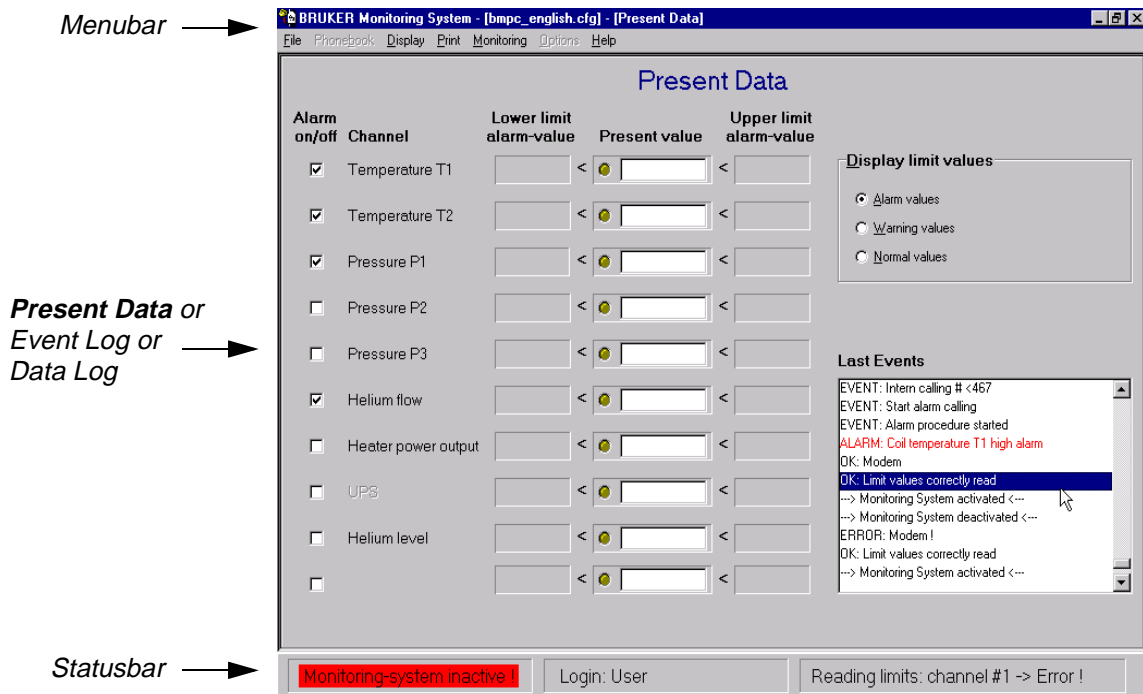 Menubar
BRUKER Monitoring System - [bmpc_english.cfg] - [Present Data]
File Phonebook Display Print Monitoring Options Help
Present Data
Alarm on/off
Channel
Lower limit alarm-value
Present value
Upper limit alarm-value
Temperature T1 < <
Temperature T2 < <
Pressure P1 < <
Present Data or
Event Log or
Data Log
Pressure P2 < <
Pressure P3 < <
Helium flow < <
Heater power output < <
UPS < <
Helium level < <
< <
Display limit values
Alarm values
Warning values
Normal values
Last Events
EVENT: Intern calling # <467
EVENT: Start alarm calling
EVENT: Alarm procedure started
ALARM: Coil temperature T1 high alarm
OK: Modem
OK: Limit values correctly read
---> Monitoring System activated <---
---> Monitoring System deactivated <---
ERROR: Modem !
OK: Limit values correctly read
---> Monitoring System activated <---
Statusbar
Monitoring-system inactive !
Login: User
Reading limits: channel #1 -> Error !